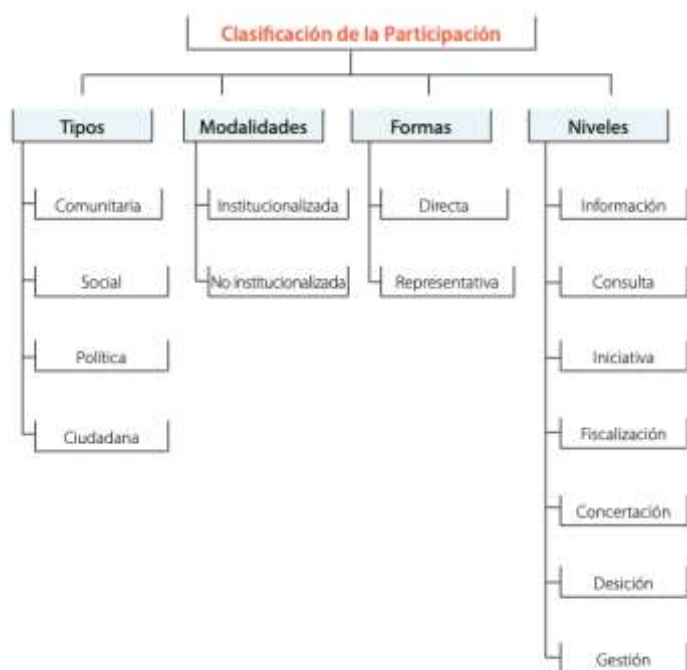 Clasificación de la Participación
Tipos
Modalidades
Formas
Niveles
Comunitaria
Institucionalizada
Directa
Información
Social
No institucionalizada
Representativa
Consulta
Política
Iniciativa
Ciudadana
Fiscalización
Concertación
Desición
Gestión